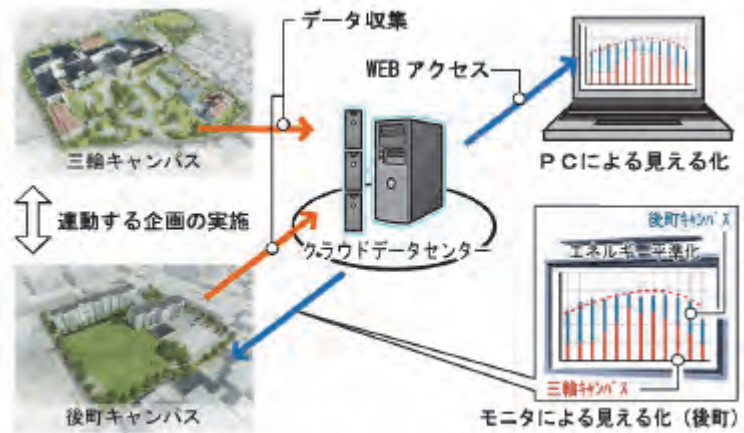 データ収集
WEB アクセス
三輪キャンパス
PCによる見える化
連動する企画の実施
クラウドデータセンター
後町キャンパス
エネルギー平準化
三輪キャンパス
後町キャンパス
モニタによる見える化（後町）